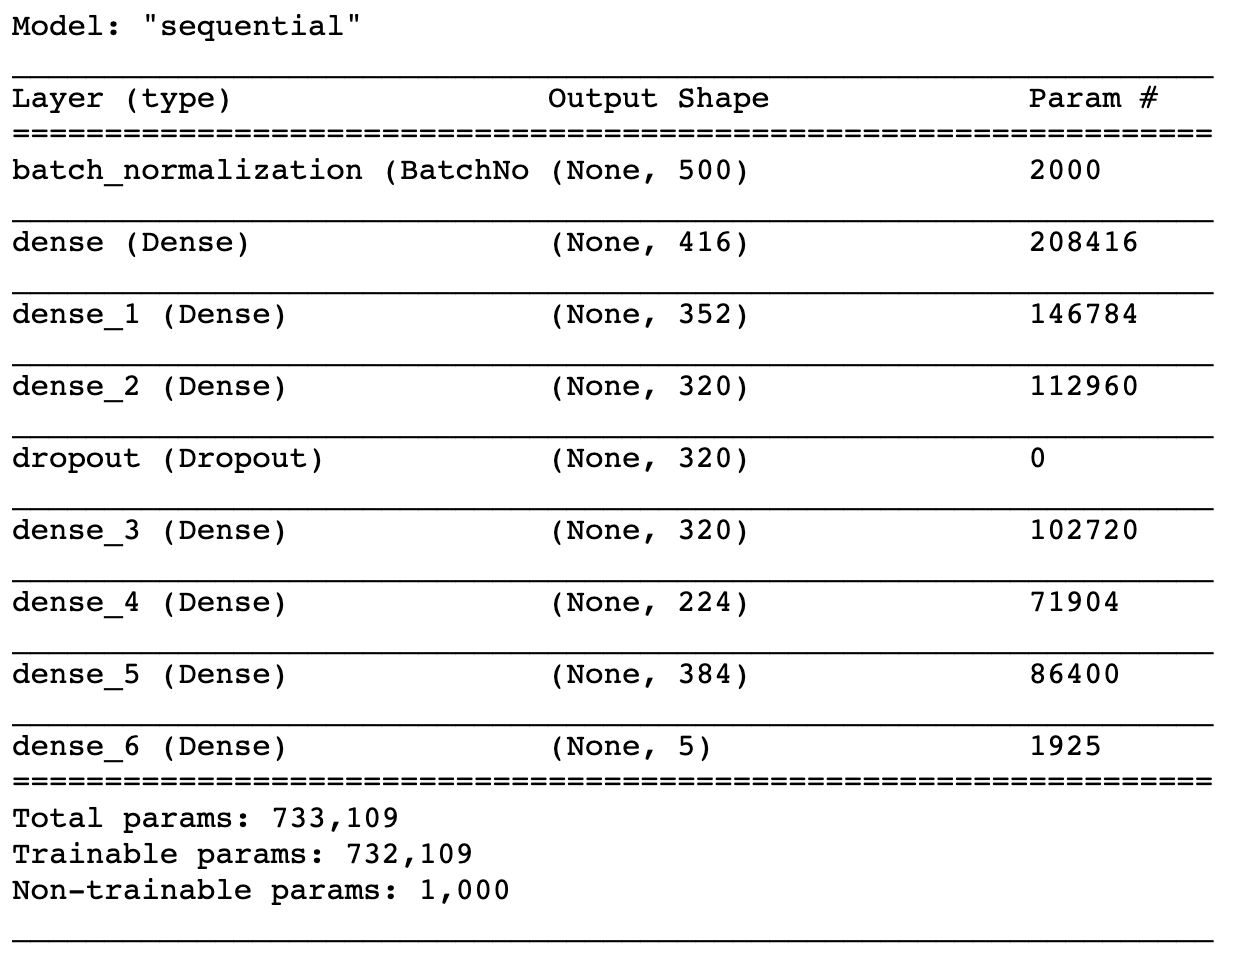 Model: "sequential"
Layer (type) Output Shape Param #
=================================================================
batch_normalization (BatchNo (None, 500) 2000
dense (Dense) (None, 416) 208416
dense_1 (Dense) (None, 352) 146784
dense_2 (Dense) (None, 320) 112960
dropout (Dropout) (None, 320) 0
dense_3 (Dense) (None, 320) 102720
dense_4 (Dense) (None, 224) 71904
dense_5 (Dense) (None, 384) 86400
dense_6 (Dense) (None, 5) 1925
=================================================================
Total params: 733,109
Trainable params: 732,109
Non-trainable params: 1,000